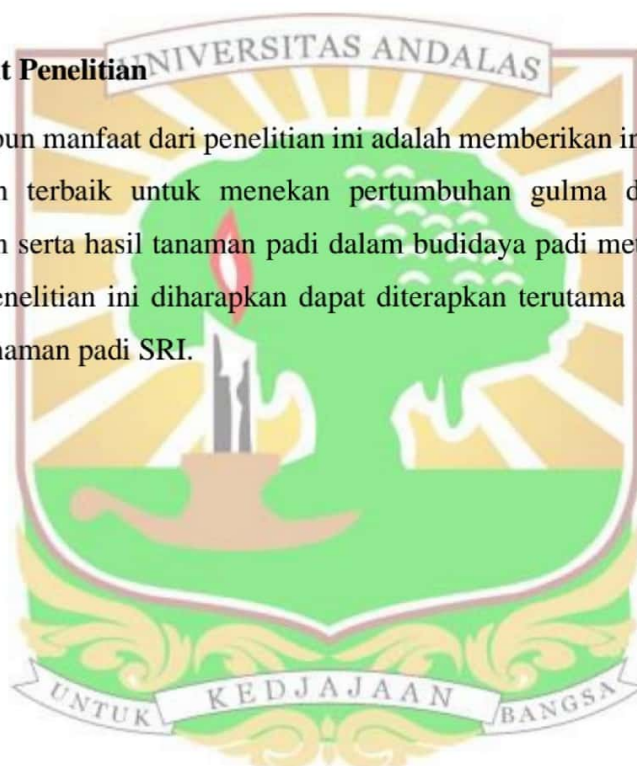 UNIVERSITAS ANDALAS
t Penelitian
pun manfaat dari penelitian ini adalah memberikan in
n terbaik untuk menekan pertumbuhan gulma d
n serta hasil tanaman padi dalam budidaya padi met
enelitian ini diharapkan dapat diterapkan terutama
naman padi SRI.
UNTUK KEDJAJAAN BANGSA